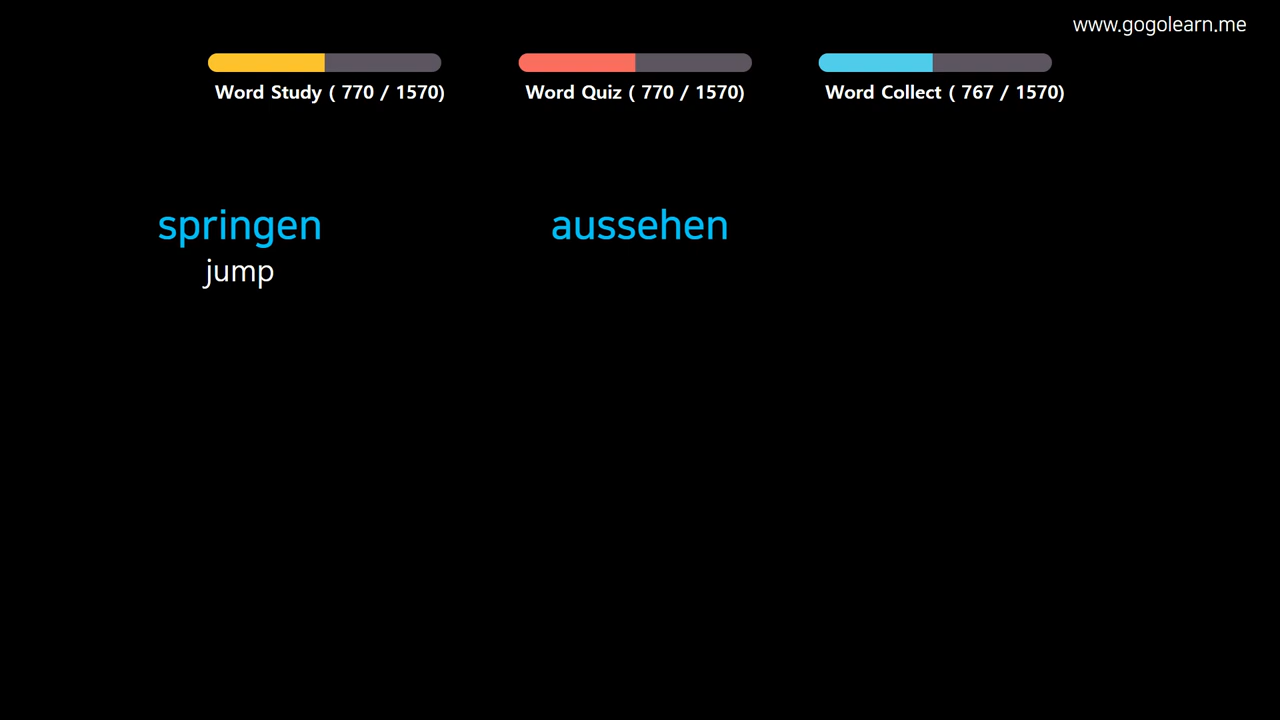 www.gogolearn.me
Word Study ( 770 / 1570)
Word Quiz ( 770 / 1570)
Word Collect ( 767 / 1570)
springen
jump
aussehen